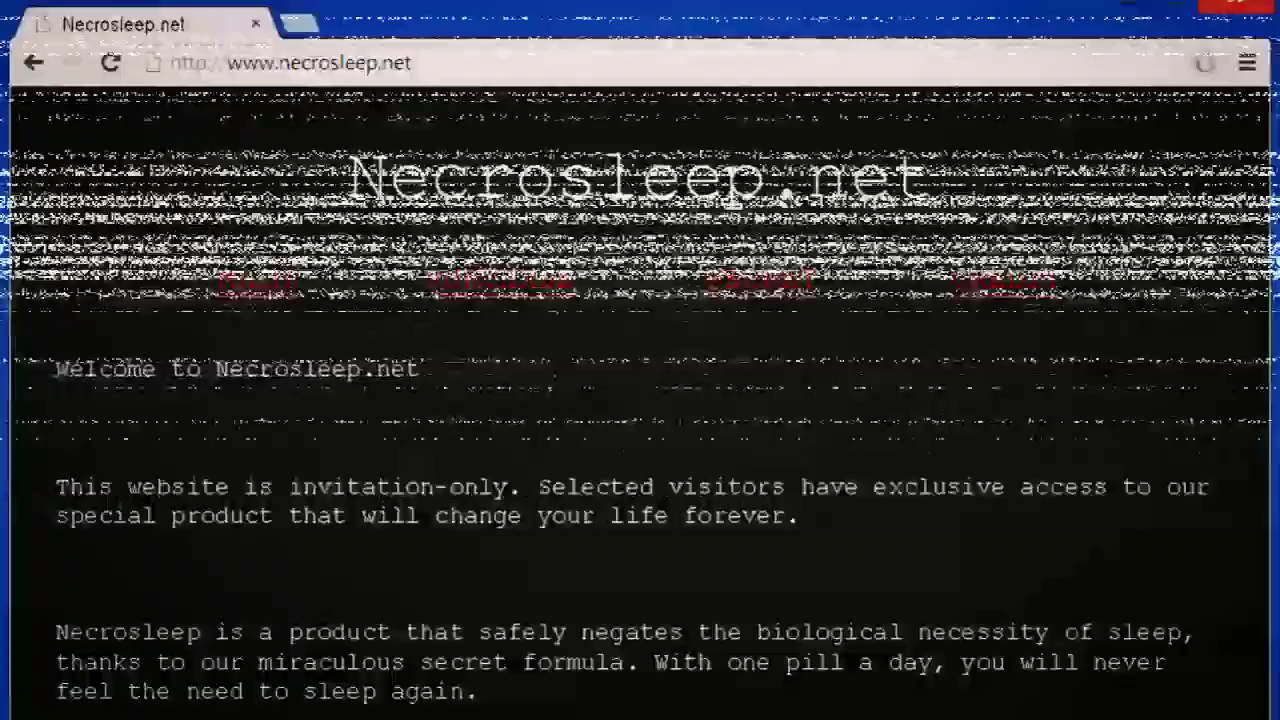 Necrosleep.net
http://www.necrosleep.net
Necrosleep.net
Welcome to Necrosleep.net
This website is invitation-only. Selected visitors have exclusive access to our
special product that will change your life forever.
Necrosleep is a product that safely negates the biological necessity of sleep,
thanks to our miraculous secret formula. With one pill a day, you will never
feel the need to sleep again.